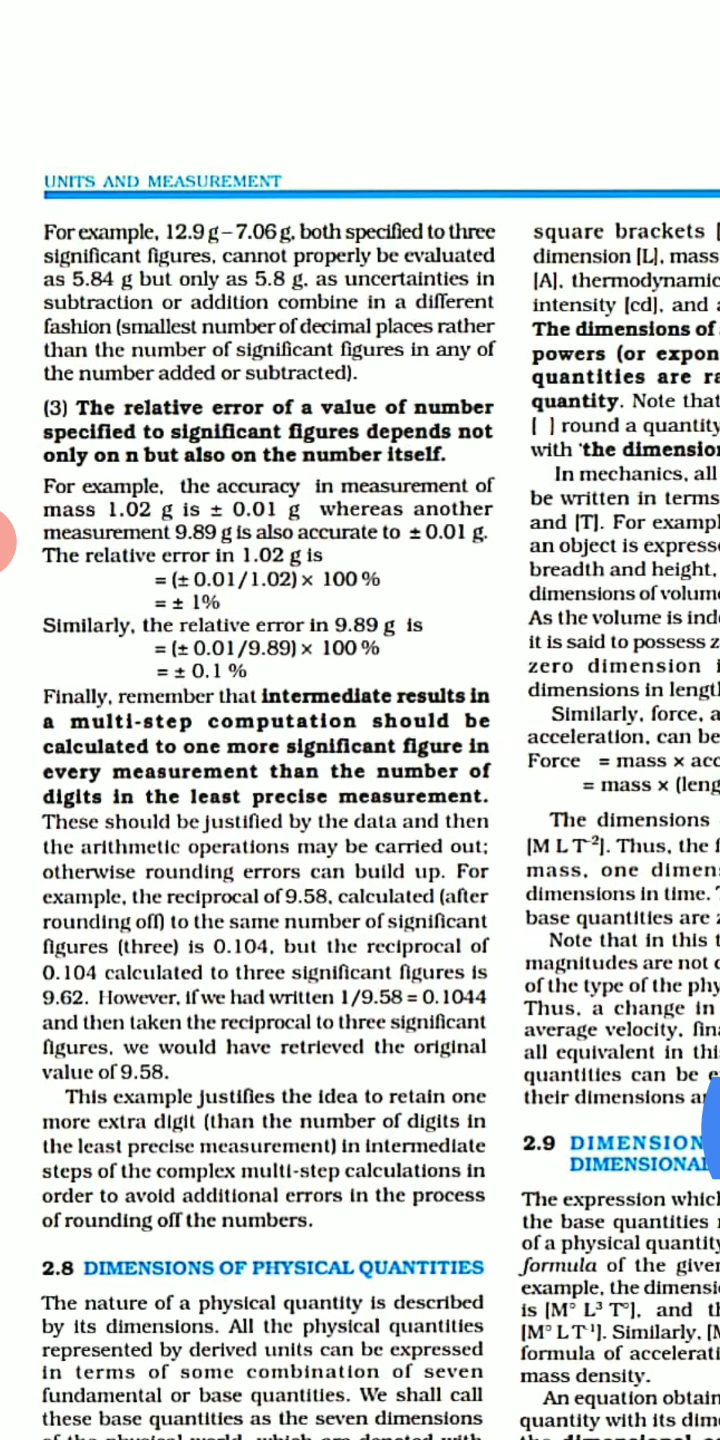 UNITS AND MEASUREMENT
For example, 12.9 g – 7.06 g, both specified to three
significant figures, cannot properly be evaluated
as 5.84 g but only as 5.8 g, as uncertainties in
subtraction or addition combine in a different
fashion (smallest number of decimal places rather
than the number of significant figures in any of
the number added or subtracted).
(3) The relative error of a value of number
specified to significant figures depends not
only on n but also on the number itself.
For example, the accuracy in measurement of
mass 1.02 g is ± 0.01 g whereas another
measurement 9.89 g is also accurate to ± 0.01 g.
The relative error in 1.02 g is
= (± 0.01/1.02) × 100 %
= ± 1%
Similarly, the relative error in 9.89 g is
= (± 0.01/9.89) × 100 %
= ± 0.1 %
Finally, remember that intermediate results in
a multi-step computation should be
calculated to one more significant figure in
every measurement than the number of
digits in the least precise measurement.
These should be justified by the data and then
the arithmetic operations may be carried out;
otherwise rounding errors can build up. For
example, the reciprocal of 9.58, calculated (after
rounding off) to the same number of significant
figures (three) is 0.104, but the reciprocal of
0.104 calculated to three significant figures is
9.62. However, if we had written 1/9.58 = 0.1044
and then taken the reciprocal to three significant
figures, we would have retrieved the original
value of 9.58.
This example justifies the idea to retain one
more extra digit (than the number of digits in
the least precise measurement) in intermediate
steps of the complex multi-step calculations in
order to avoid additional errors in the process
of rounding off the numbers.
2.8 DIMENSIONS OF PHYSICAL QUANTITIES
The nature of a physical quantity is described
by its dimensions. All the physical quantities
represented by derived units can be expressed
in terms of some combination of seven
fundamental or base quantities. We shall call
these base quantities as the seven dimensions
of the physical world, which are denoted with
square brackets [
dimension [L], mass
[A], thermodynamic
intensity [cd], and
The dimensions of
powers (or expon
quantities are ra
quantity. Note that
[ ] round a quantity
with ‘the dimension
In mechanics, all
be written in terms
and [T]. For exampl
an object is express
breadth and height,
dimensions of volum
As the volume is ind
it is said to possess z
zero dimension i
dimensions in length
Similarly, force, a
acceleration, can be
Force = mass × acc
= mass × (leng
The dimensions
[M L T⁻²]. Thus, the f
mass, one dimens
dimensions in time.
base quantities are z
Note that in this t
magnitudes are not c
of the type of the phy
Thus, a change in
average velocity, fina
all equivalent in thi
quantities can be e
their dimensions a
2.9 DIMENSION
DIMENSIONAL
The expression which
the base quantities
of a physical quantity
formula of the given
example, the dimensi
is [M° L³ T°], and th
[M° L T⁻¹]. Similarly, [M
formula of accelerati
mass density.
An equation obtain
quantity with its dime